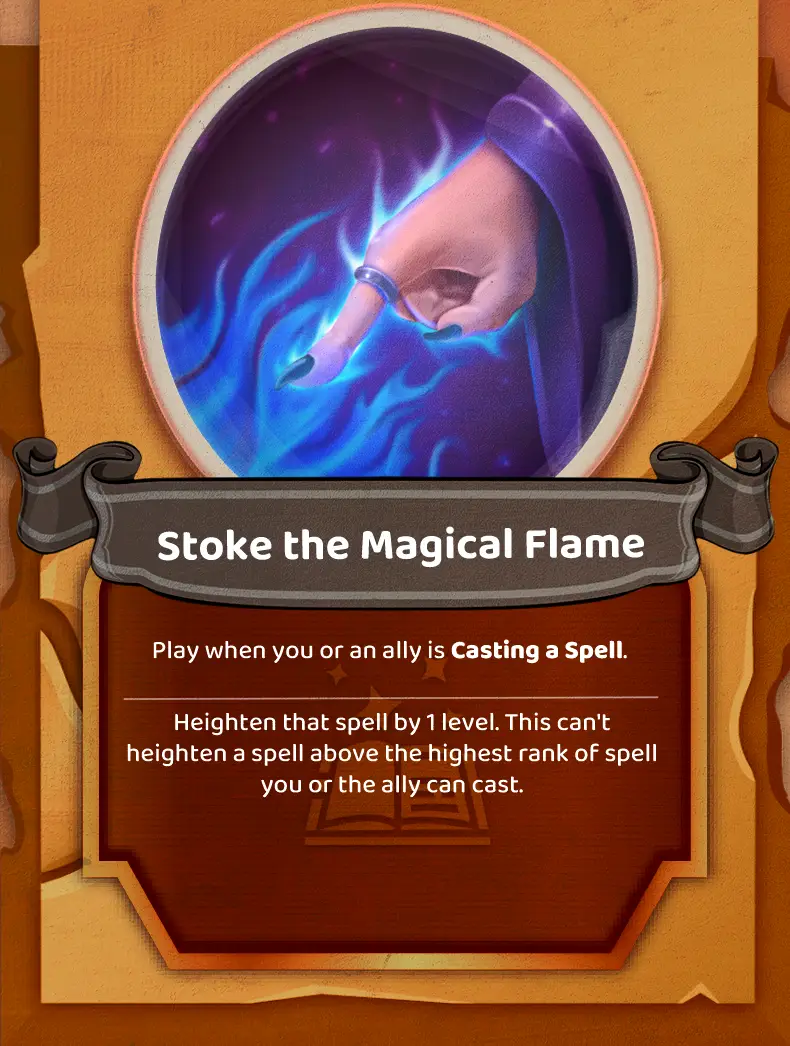 Stoke the Magical Flame
Play when you or an ally is Casting a Spell.
Heighten that spell by 1 level. This can't
heighten a spell above the highest rank of spell
you or the ally can cast.